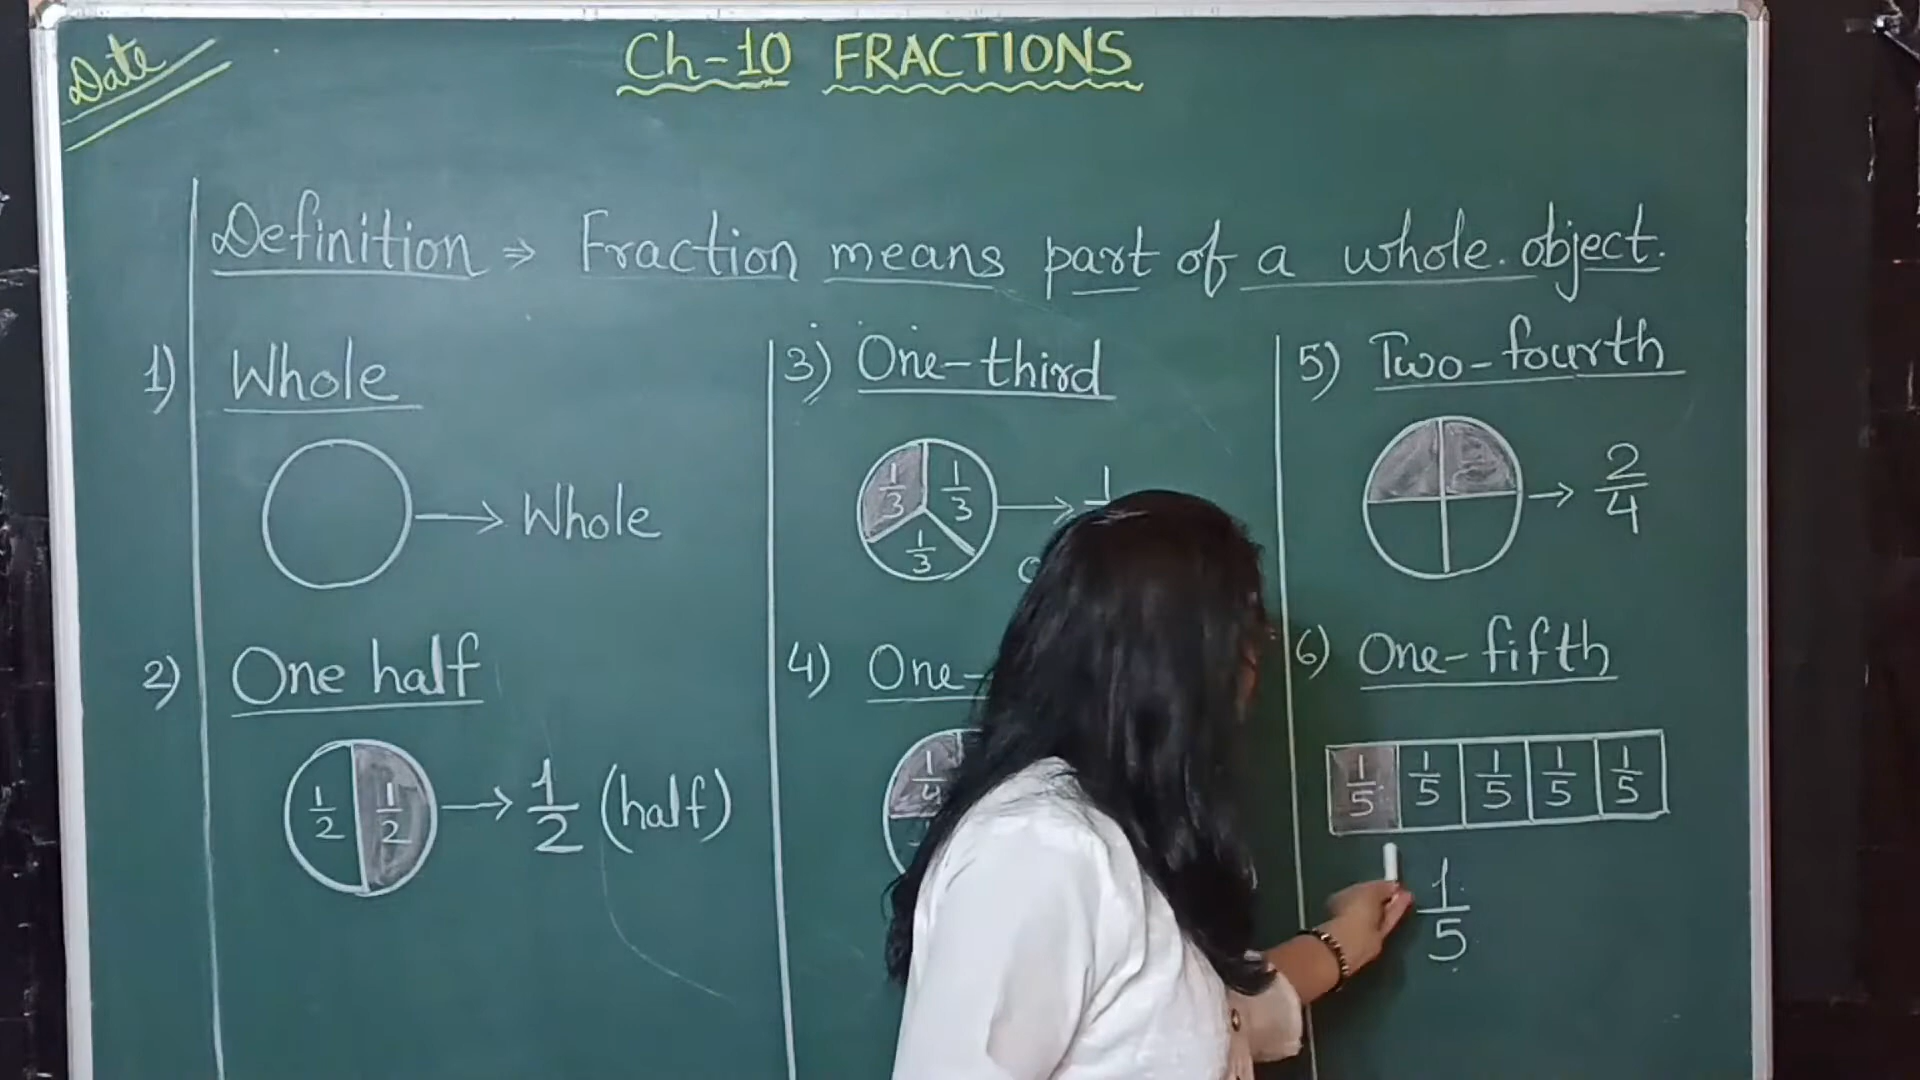 Date
Ch-10 FRACTIONS
Definition ⇒ Fraction means part of a whole. object.
1) Whole
→ Whole
2) One half
1/2 1/2 → 1/2 (half)
3) One-third
1/3 1/3 →
1/3
4) One-
1/4
5) Two-fourth
→ 2/4
6) One-fifth
1/5 1/5 1/5 1/5 1/5
1/5